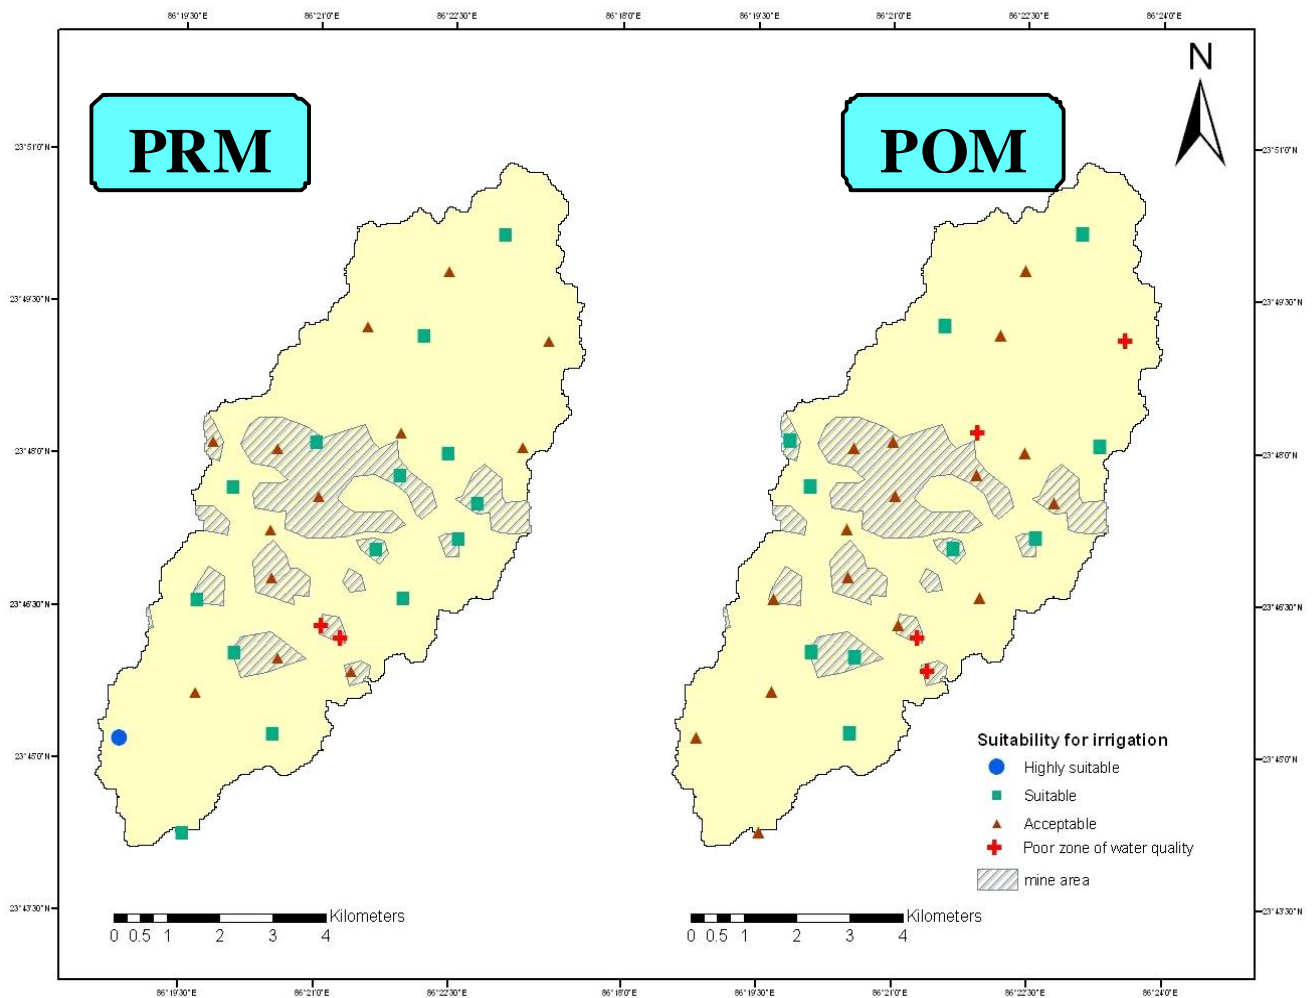 86°19'30"E 86°21'0"E 86°22'30"E 86°18'0"E 86°19'30"E 86°21'0"E 86°22'30"E 86°24'0"E
N
PRM POM
23°51'0"N 23°51'0"N
23°49'30"N 23°49'30"N
23°48'0"N 23°48'0"N
23°46'30"N 23°46'30"N
Suitability for irrigation
23°45'0"N 23°45'0"N
Highly suitable
Suitable
Acceptable
Poor zone of water quality
mine area
23°43'30"N 23°43'30"N
Kilometers Kilometers
0 0.5 1 2 3 4 0 0.5 1 2 3 4
86°19'30"E 86°21'0"E 86°22'30"E 86°18'0"E 86°19'30"E 86°21'0"E 86°22'30"E 86°24'0"E